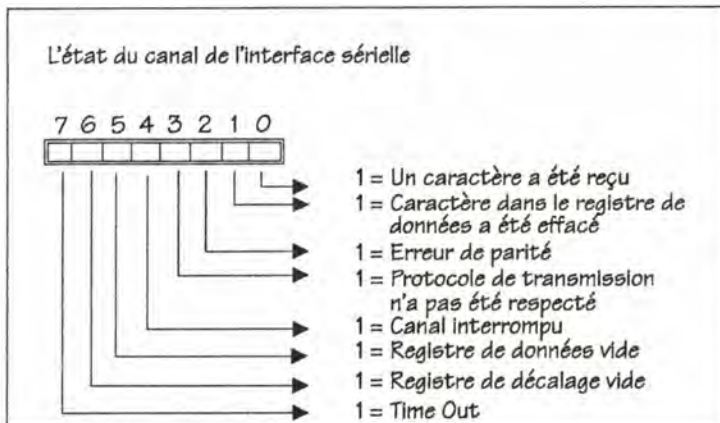 L'état du canal de l'interface sérielle
7 6 5 4 3 2 1 0
1 = Un caractère a été reçu
1 = Caractère dans le registre de
données a été effacé
1 = Erreur de parité
1 = Protocole de transmission
n'a pas été respecté
1 = Canal interrompu
1 = Registre de données vide
1 = Registre de décalage vide
1 = Time Out